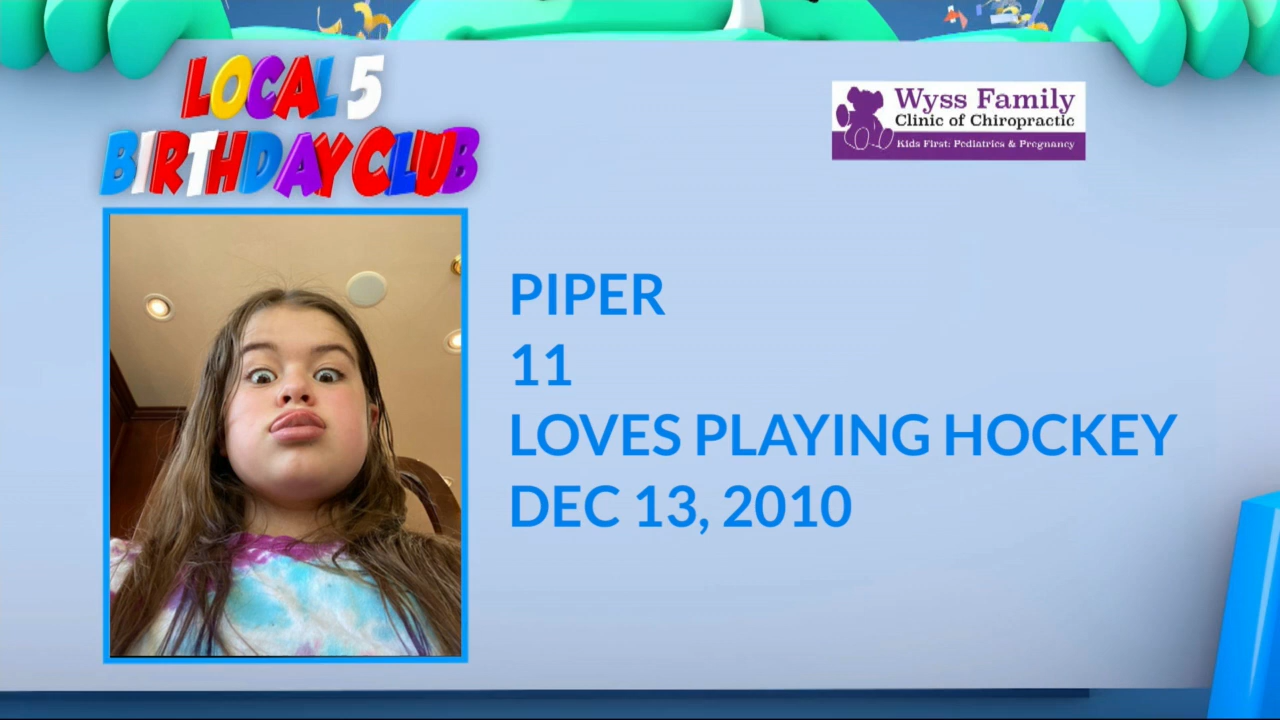 LOCAL 5
BIRTHDAY CLUB
Wyss Family
Clinic of Chiropractic
Kids First: Pediatrics & Pregnancy
PIPER
11
LOVES PLAYING HOCKEY
DEC 13, 2010